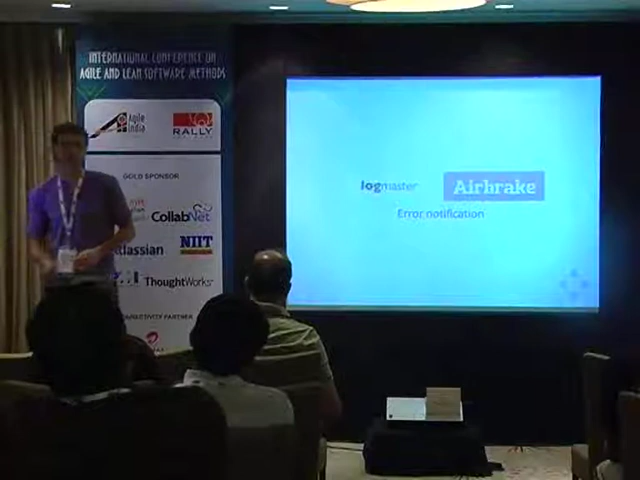 INTERNATIONAL CONFERENCE ON
AGILE AND LEAN SOFTWARE METHODS
Agile
India
RALLY
GOLD SPONSOR
CollabNet
Atlassian
NIIT
ThoughtWorks
PARTNER
logmaster
Airbrake
Error notification